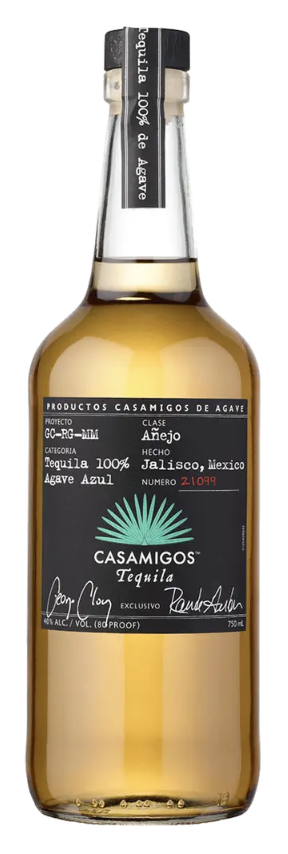 Tequila 100% de Agave
PRODUCTOS CASAMIGOS DE AGAVE
PROYECTO
GC-RG-MM
CLASE
Añejo
CATEGORIA
Tequila 100%
Agave Azul
HECHO
Jalisco, Mexico
NUMERO 21099
CASAMIGOS™
Tequila
EXCLUSIVO
40% ALC. / VOL. (80 PROOF)
750 mL